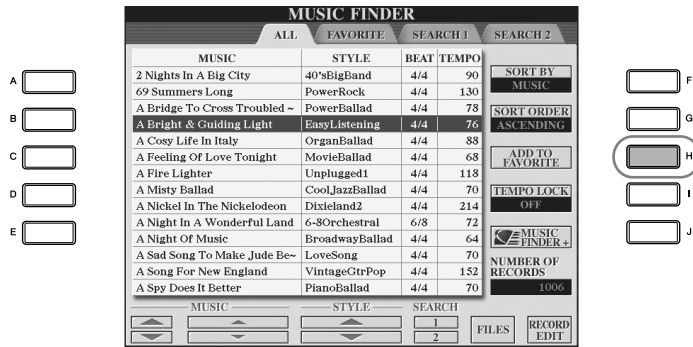 MUSIC FINDER
ALL FAVORITE SEARCH 1 SEARCH 2
MUSIC STYLE BEAT TEMPO
2 Nights In A Big City 40'sBigBand 4/4 90
69 Summers Long PowerRock 4/4 130
A Bridge To Cross Troubled ~ PowerBallad 4/4 78
A Bright & Guiding Light EasyListening 4/4 76
A Cosy Life In Italy OrganBallad 4/4 88
A Feeling Of Love Tonight MovieBallad 4/4 68
A Fire Lighter Unplugged1 4/4 118
A Misty Ballad CoolJazzBallad 4/4 70
A Nickel In The Nickelodeon Dixieland2 4/4 214
A Night In A Wonderful Land 6-8Orchestral 6/8 72
A Night Of Music BroadwayBallad 4/4 64
A Sad Song To Make Jude Be~ LoveSong 4/4 70
A Song For New England VintageGtrPop 4/4 152
A Spy Does It Better PianoBallad 4/4 70
SORT BY
MUSIC
SORT ORDER
ASCENDING
ADD TO
FAVORITE
TEMPO LOCK
OFF
MUSIC
FINDER +
NUMBER OF
RECORDS
1006
MUSIC STYLE SEARCH
1
2
FILES
RECORD
EDIT
A
B
C
D
E
F
G
H
I
J